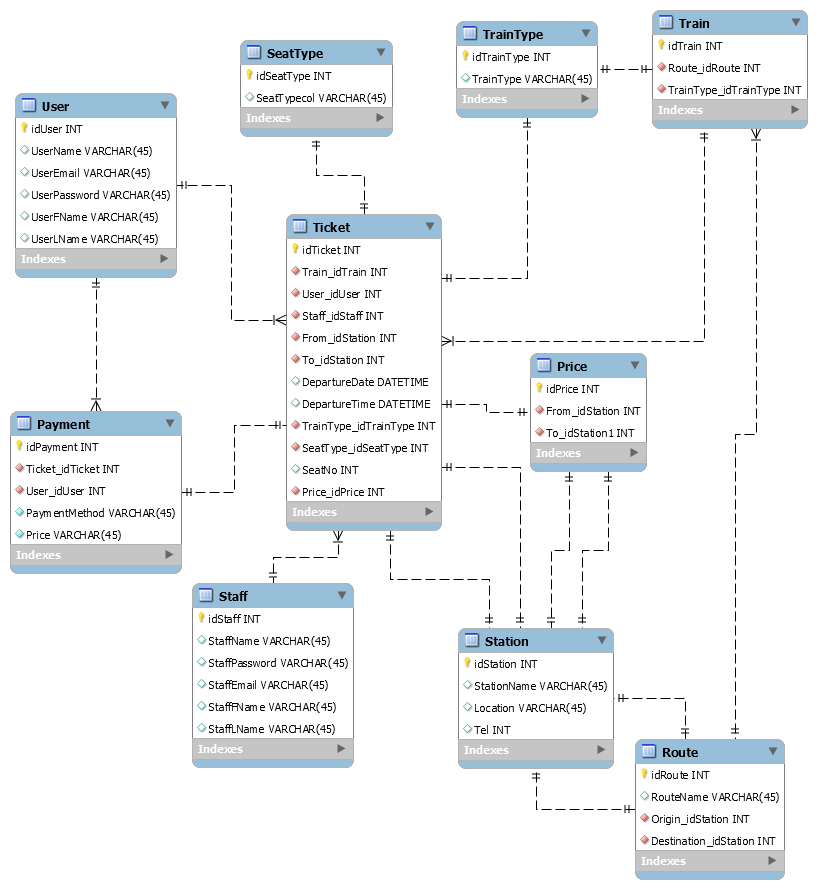 User
idUser INT
UserName VARCHAR(45)
UserEmail VARCHAR(45)
UserPassword VARCHAR(45)
UserFName VARCHAR(45)
UserLName VARCHAR(45)
Indexes
SeatType
idSeatType INT
SeatTypecol VARCHAR(45)
Indexes
TrainType
idTrainType INT
TrainType VARCHAR(45)
Indexes
Train
idTrain INT
Route_idRoute INT
TrainType_idTrainType INT
Indexes
Ticket
idTicket INT
Train_idTrain INT
User_idUser INT
Staff_idStaff INT
From_idStation INT
To_idStation INT
DepartureDate DATETIME
DepartureTime DATETIME
TrainType_idTrainType INT
SeatType_idSeatType INT
SeatNo INT
Price_idPrice INT
Indexes
Price
idPrice INT
From_idStation INT
To_idStation1 INT
Indexes
Payment
idPayment INT
Ticket_idTicket INT
User_idUser INT
PaymentMethod VARCHAR(45)
Price VARCHAR(45)
Indexes
Staff
idStaff INT
StaffName VARCHAR(45)
StaffPassword VARCHAR(45)
StaffEmail VARCHAR(45)
StaffFName VARCHAR(45)
StaffLName VARCHAR(45)
Indexes
Station
idStation INT
StationName VARCHAR(45)
Location VARCHAR(45)
Tel INT
Indexes
Route
idRoute INT
RouteName VARCHAR(45)
Origin_idStation INT
Destination_idStation INT
Indexes